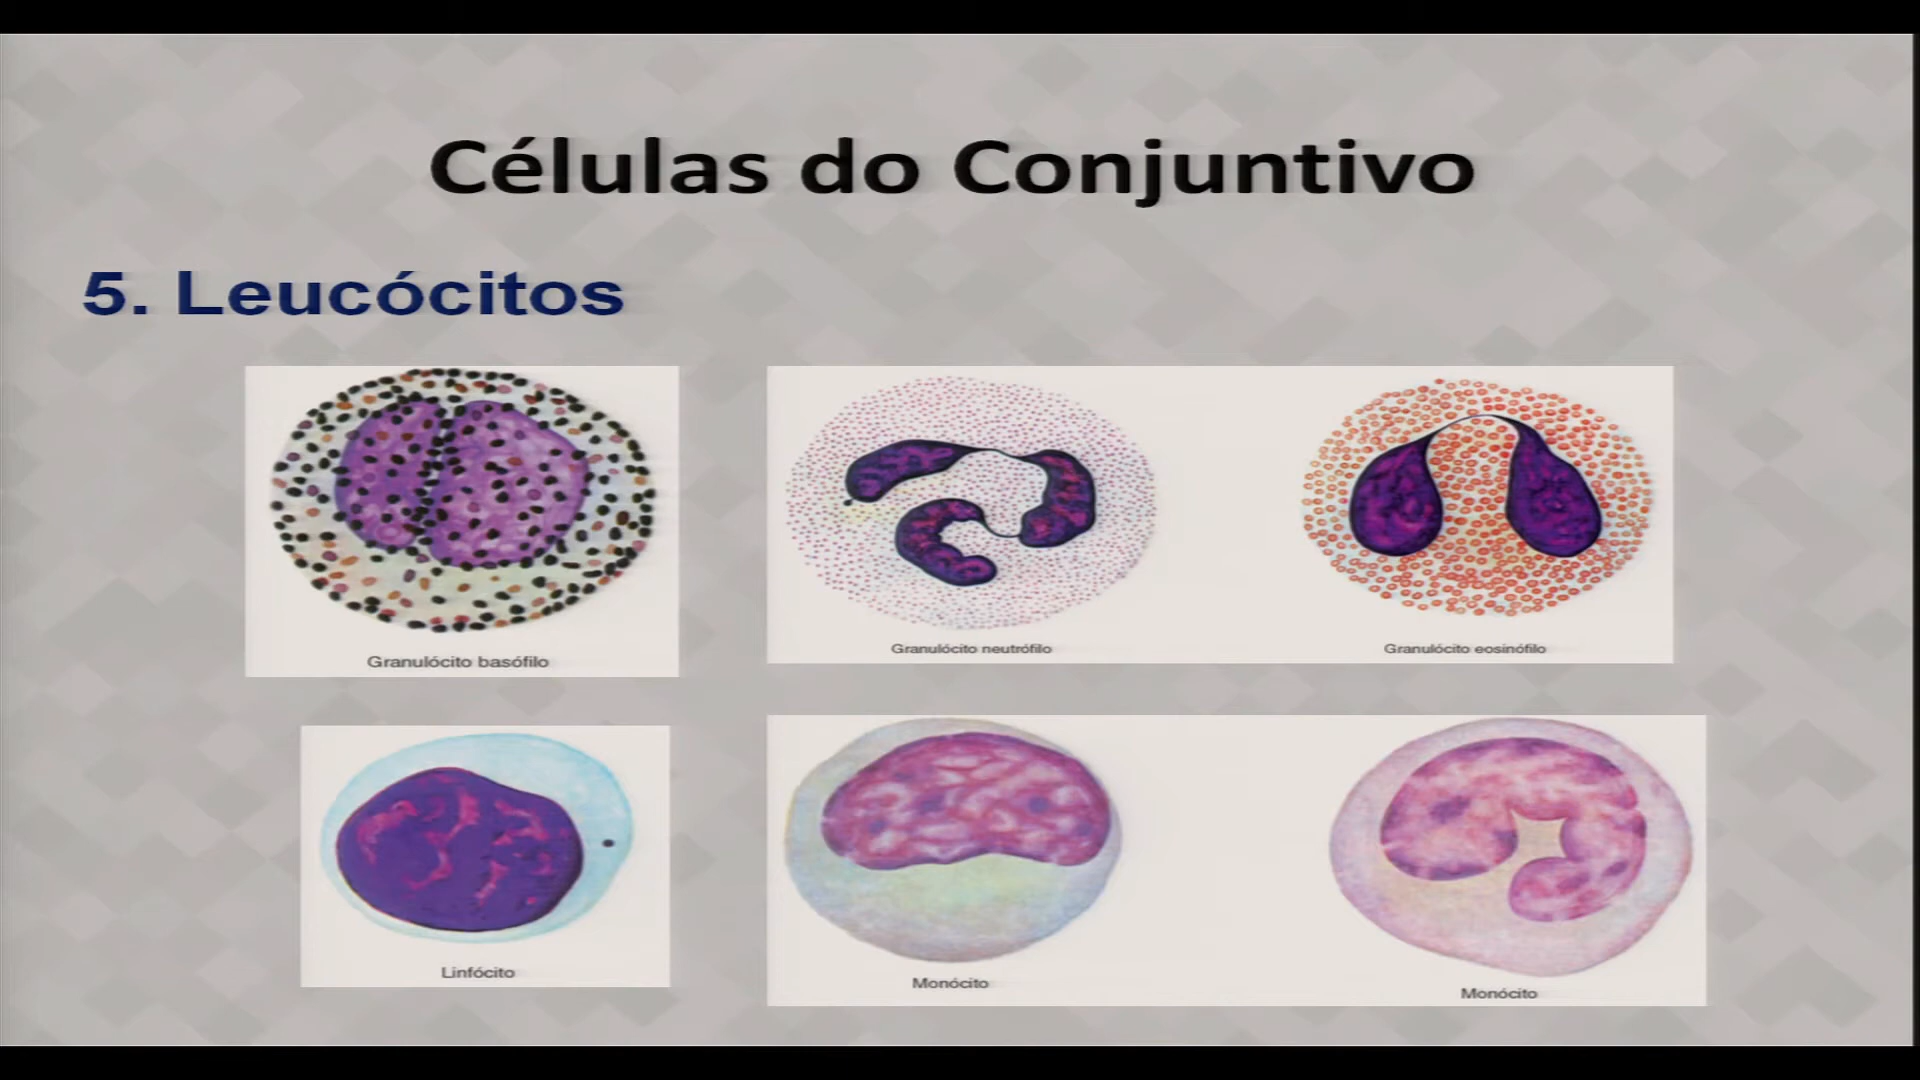 Células do Conjuntivo
5. Leucócitos
Granulócito basófilo
Granulócito neutrófilo
Granulócito eosinófilo
Linfócito
Monócito
Monócito